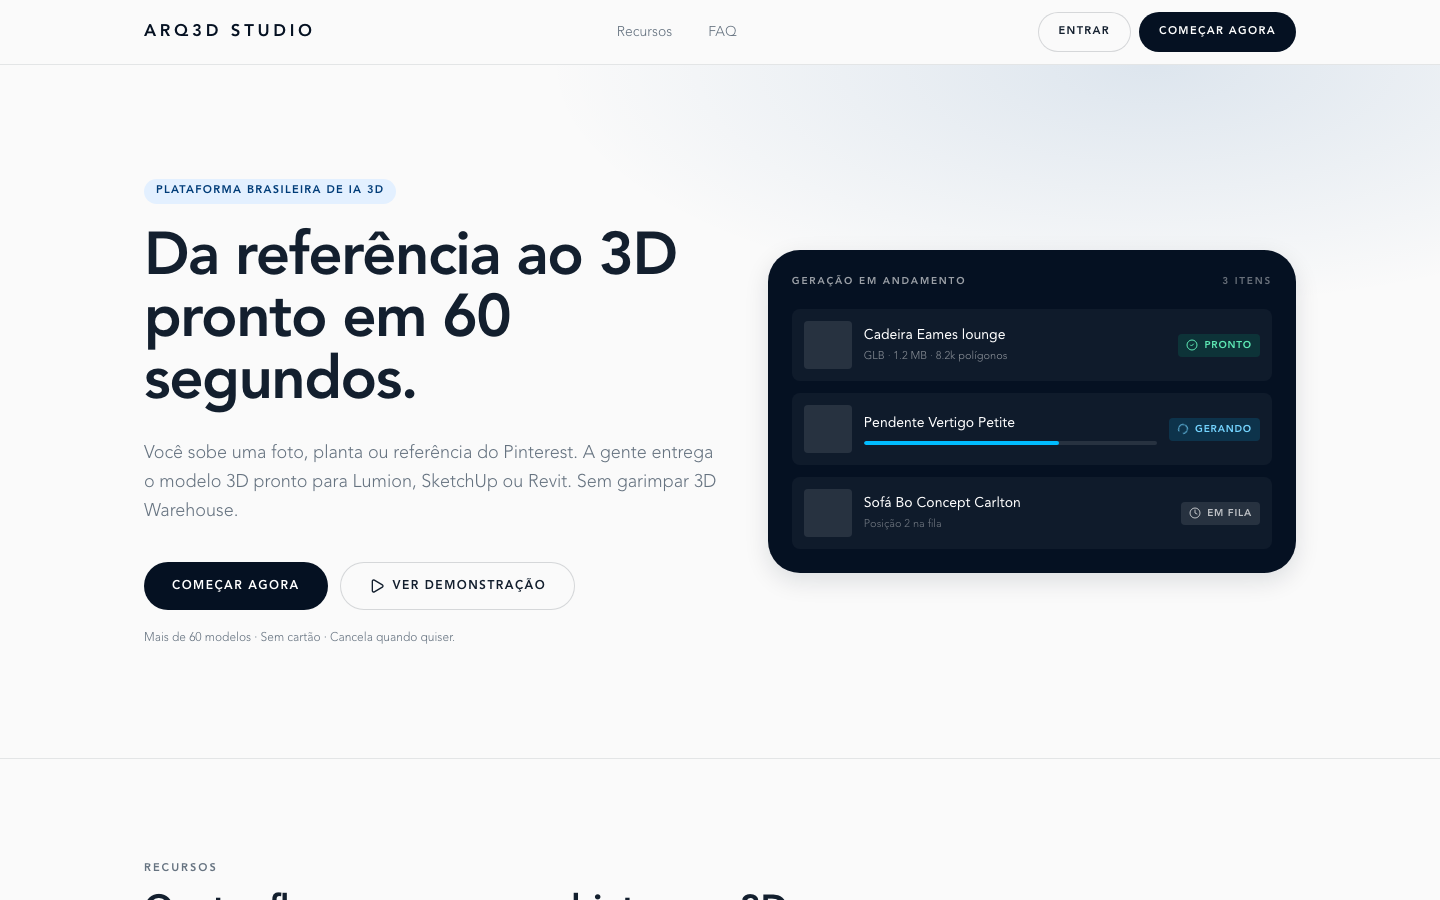 ARQ3D STUDIO
Recursos
FAQ
ENTRAR
COMEÇAR AGORA
PLATAFORMA BRASILEIRA DE IA 3D
Da referência ao 3D
pronto em 60
segundos.
Você sobe uma foto, planta ou referência do Pinterest. A gente entrega
o modelo 3D pronto para Lumion, SketchUp ou Revit. Sem garimpar 3D
Warehouse.
COMEÇAR AGORA
VER DEMONSTRAÇÃO
Mais de 60 modelos · Sem cartão · Cancela quando quiser.
GERAÇÃO EM ANDAMENTO
3 ITENS
Cadeira Eames lounge
GLB · 1.2 MB · 8.2k polígonos
PRONTO
Pendente Vertigo Petite
GERANDO
Sofá Bo Concept Carlton
Posição 2 na fila
EM FILA
RECURSOS